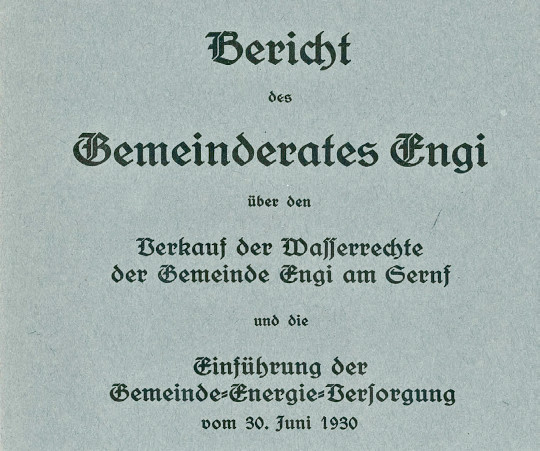 Bericht
des
Gemeinderates Engi
über den
Verkauf der Wasserrechte
der Gemeinde Engi am Sernf
und die
Einführung der
Gemeinde-Energie-Versorgung
vom 30. Juni 1930